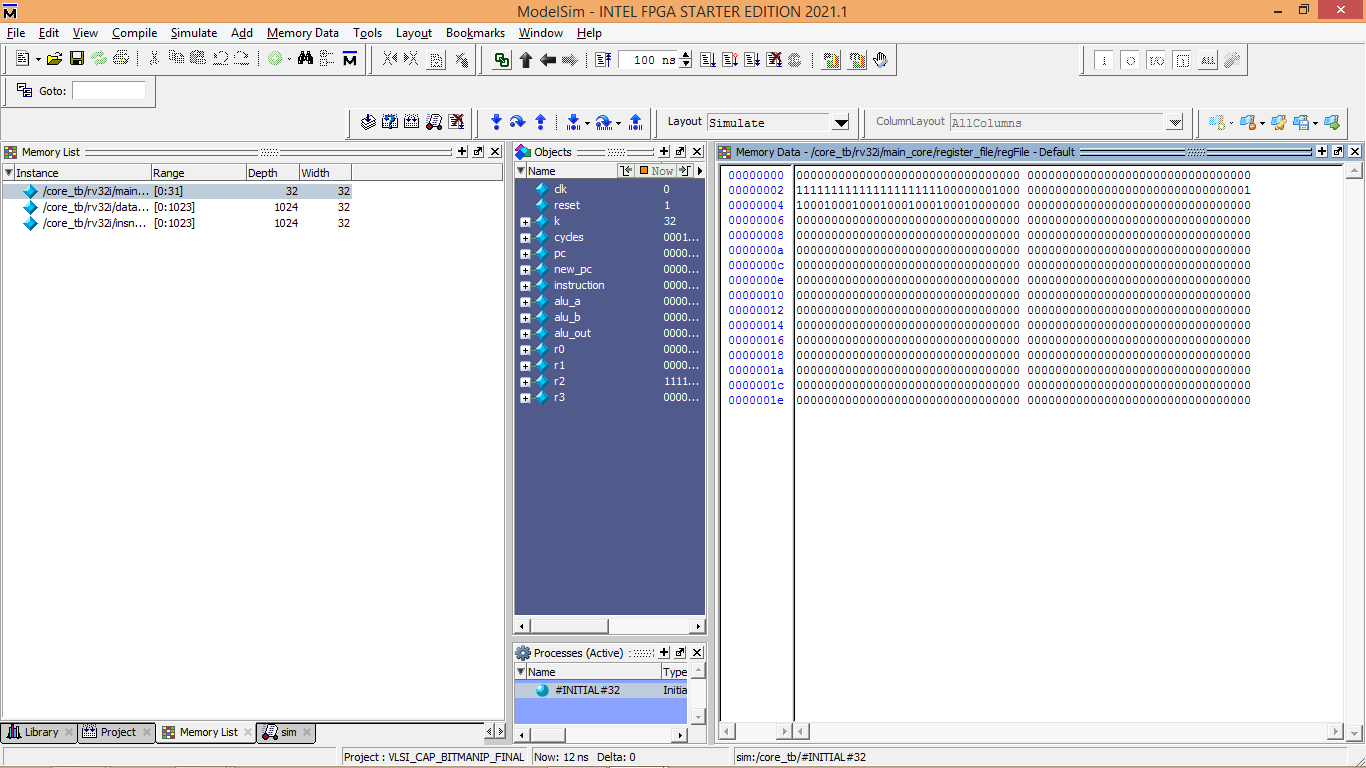 ModelSim - INTEL FPGA STARTER EDITION 2021.1
File Edit View Compile Simulate Add Memory Data Tools Layout Bookmarks Window Help
100 ns
ALL
Goto:
Layout Simulate ColumnLayout AllColumns
Memory List
Instance Range Depth Width
/core_tb/rv32i/main... [0:31] 32 32
/core_tb/rv32i/data... [0:1023] 1024 32
/core_tb/rv32i/insn... [0:1023] 1024 32
Objects
Name Now
clk 0
reset 1
k 32
cycles 0001...
pc 0000...
new_pc 0000...
instruction 0000...
alu_a 0000...
alu_b 0000...
alu_out 0000...
r0 0000...
r1 0000...
r2 1111...
r3 0000...
Processes (Active)
Name Type
#INITIAL#32 Initia
Memory Data - /core_tb/rv32i/main_core/register_file/regFile - Default
00000000 00000000000000000000000000000000 00000000000000000000000000000000
00000002 11111111111111111111100000001000 00000000000000000000000000000001
00000004 00000000000000000000000000000000
00000006 00000000000000000000000000000000 00000000000000000000000000000000
00000008 00000000000000000000000000000000 00000000000000000000000000000000
0000000a 00000000000000000000000000000000 00000000000000000000000000000000
0000000c 00000000000000000000000000000000 00000000000000000000000000000000
0000000e 00000000000000000000000000000000 00000000000000000000000000000000
00000010 00000000000000000000000000000000 00000000000000000000000000000000
00000012 00000000000000000000000000000000 00000000000000000000000000000000
00000014 00000000000000000000000000000000 00000000000000000000000000000000
00000016 00000000000000000000000000000000 00000000000000000000000000000000
00000018 00000000000000000000000000000000 00000000000000000000000000000000
0000001a 00000000000000000000000000000000 00000000000000000000000000000000
0000001c 00000000000000000000000000000000 00000000000000000000000000000000
0000001e 00000000000000000000000000000000 00000000000000000000000000000000
Library Project Memory List sim
Project : VLSI_CAP_BITMANIP_FINAL Now: 12 ns Delta: 0 sim:/core_tb/#INITIAL#32